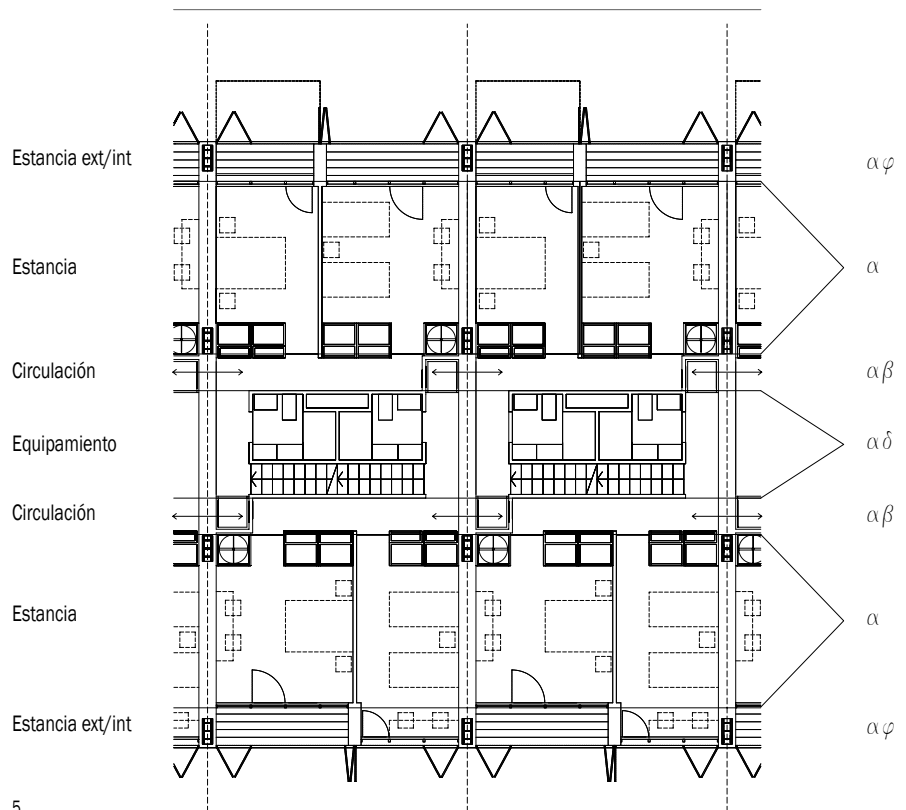 Estancia ext/int αφ
Estancia α
Circulación αβ
Equipamiento αδ
Circulación αβ
Estancia α
Estancia ext/int αφ
5